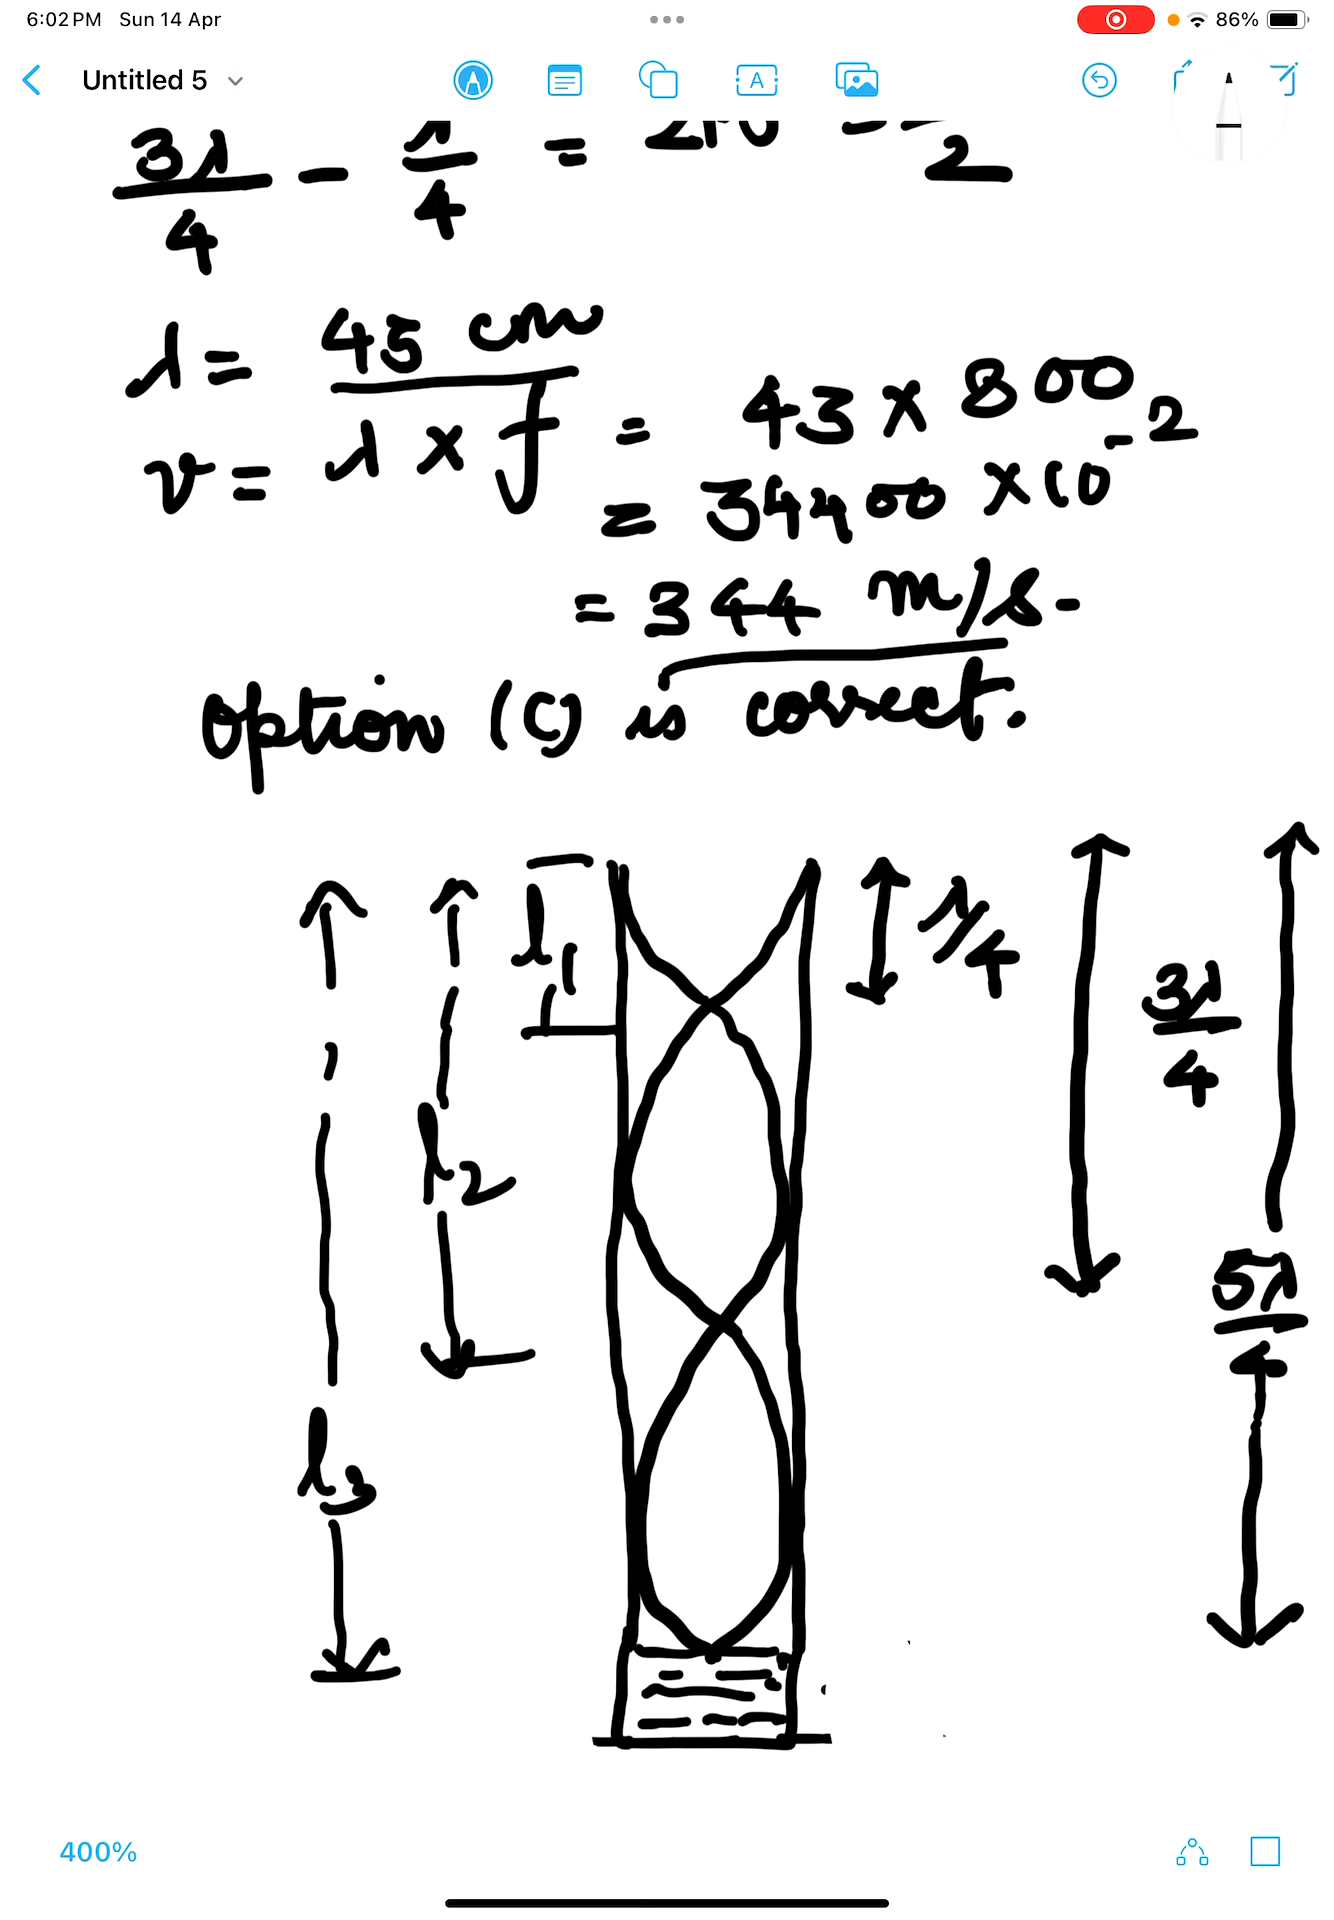 6:02 PM Sun 14 Apr 86%
Untitled 5
A
3λ/4 - λ/4 =
2
λ = 45 cm
v = λ × f = 43 × 800
= 34400 × 10⁻²
= 344 m/s-
Option (C) is correct.
l₁
λ/4
3λ/4
l₂
5λ/4
l₃
400%